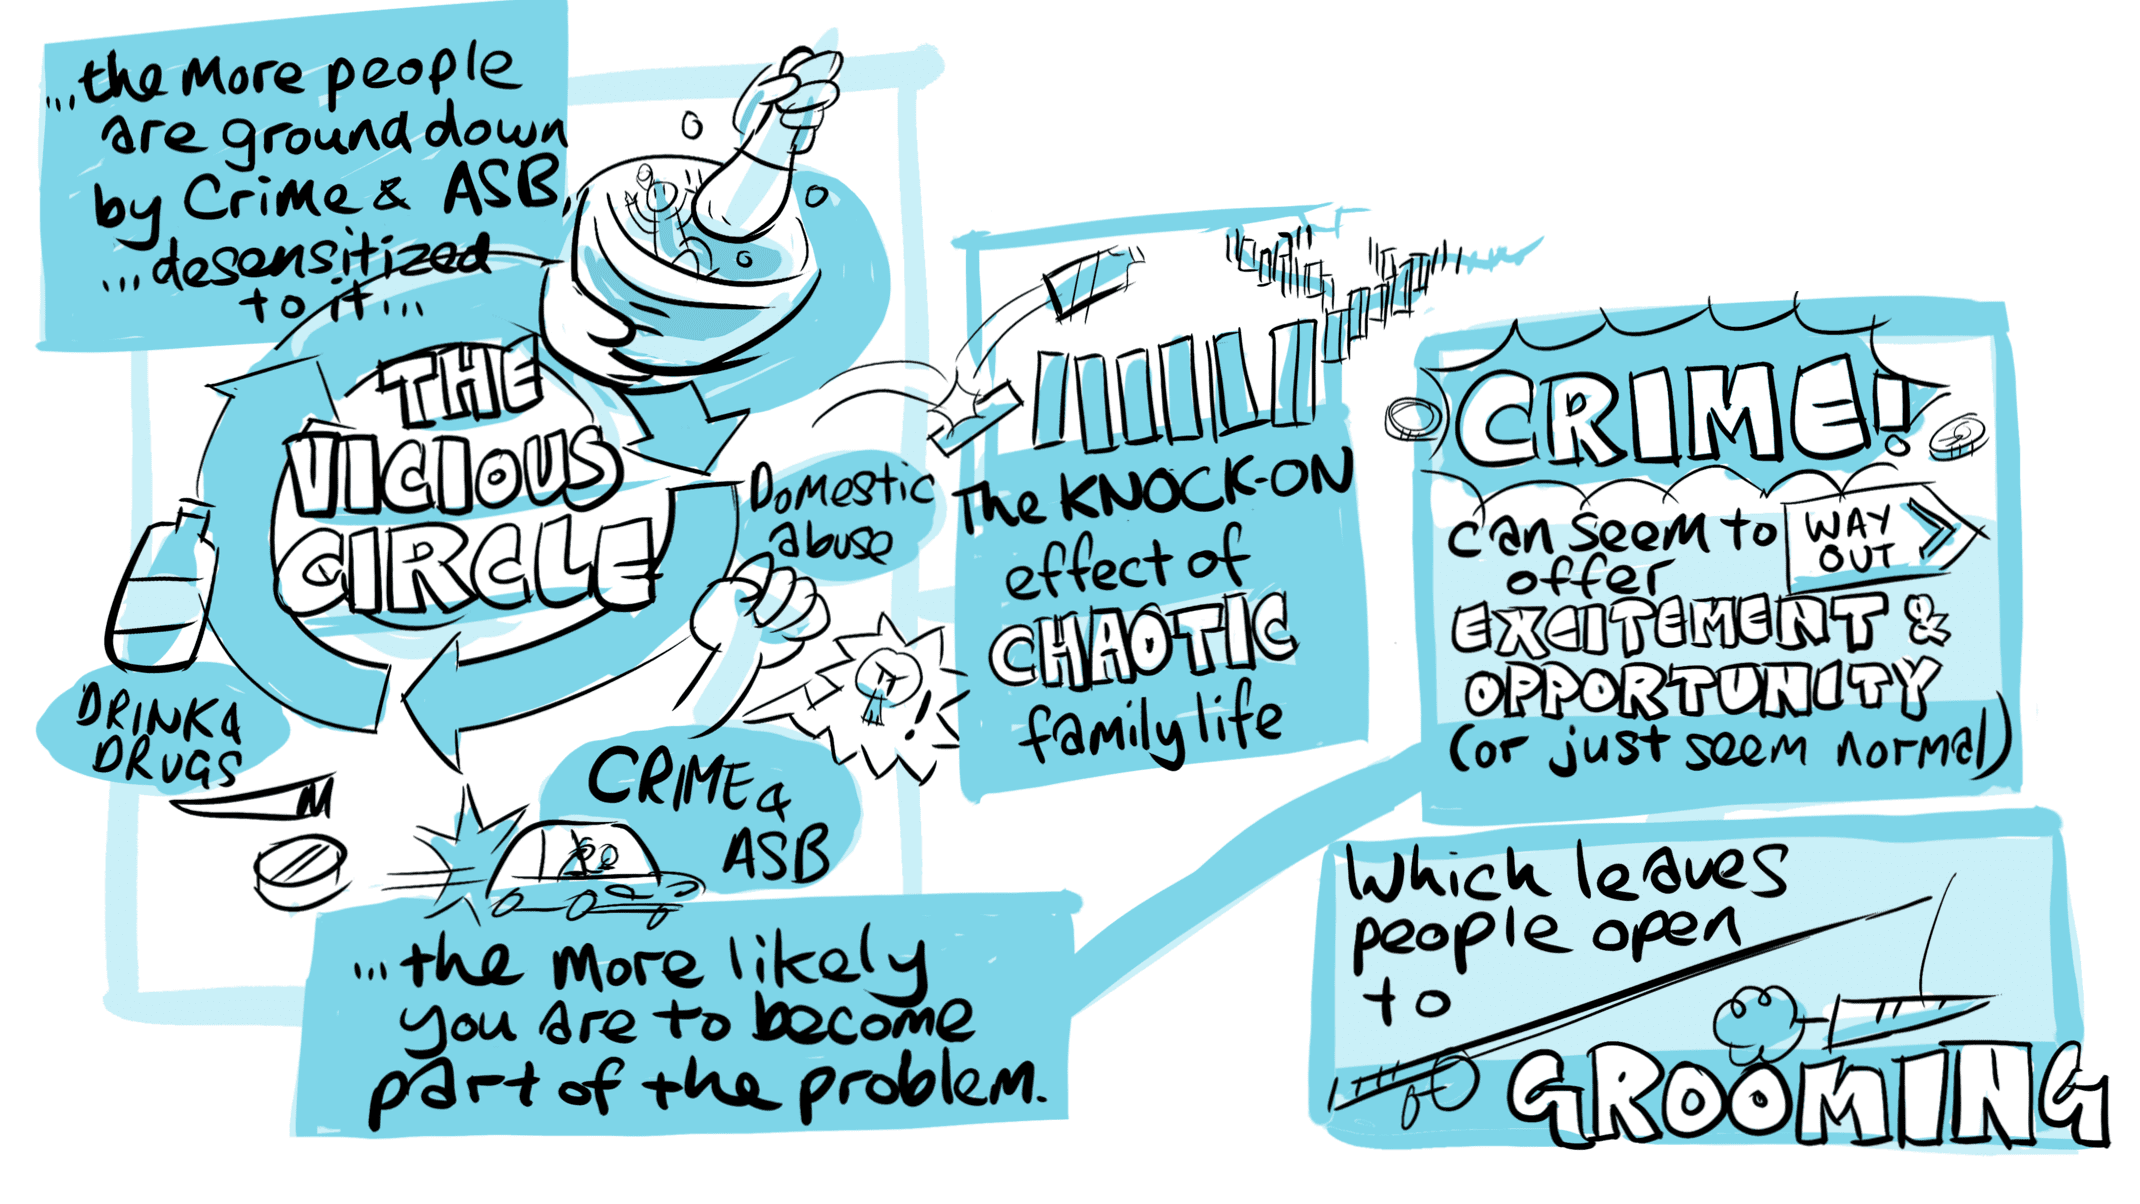 ...the more people
are ground down
by Crime & ASB,
...desensitized
to it...
THE
VICIOUS
CIRCLE
Domestic
abuse
DRINK &
DRUGS
CRIME &
ASB
...the more likely
you are to become
part of the problem.
The KNOCK-ON
effect of
CHAOTIC
family life
!
CRIME!
can seem to
offer
WAY
OUT
EXCITEMENT &
OPPORTUNITY
(or just seem normal)
Which leaves
people open
to
GROOMING